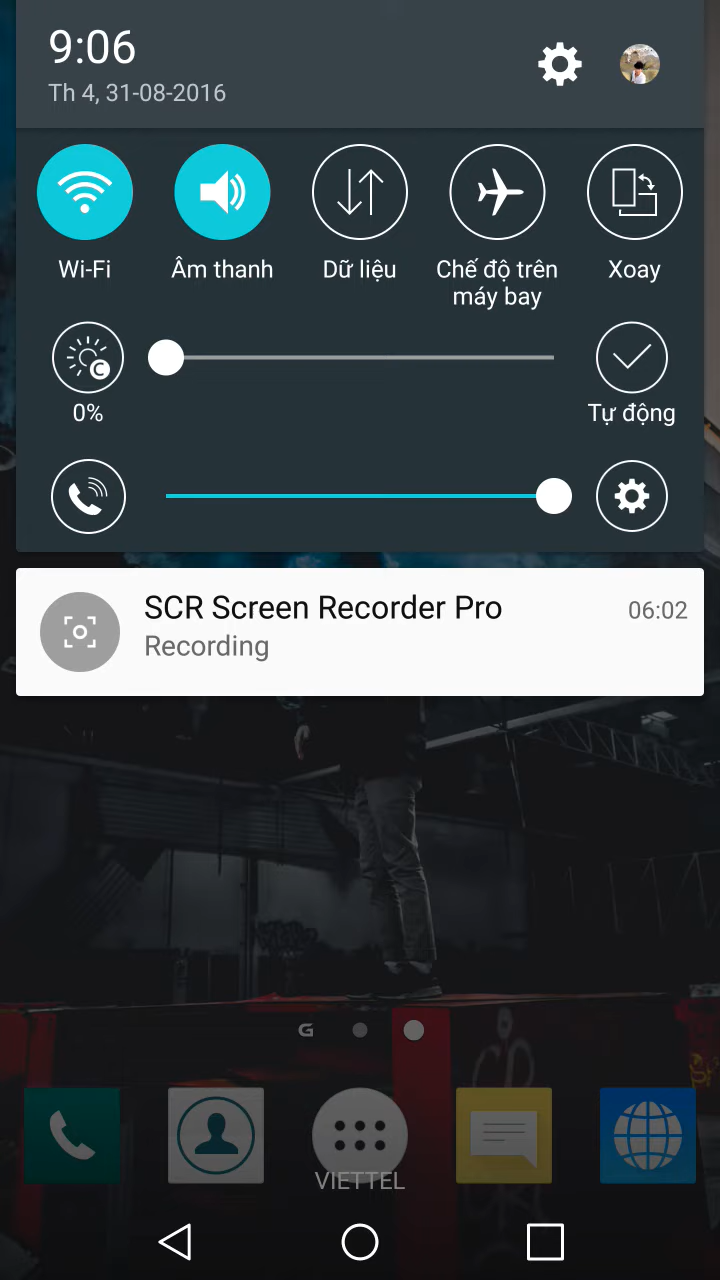 9:06
Th 4, 31-08-2016
Wi-Fi
Âm thanh
Dữ liệu
Chế độ trên
máy bay
Xoay
0%
Tự động
SCR Screen Recorder Pro
06:02
Recording
G
VIETTEL